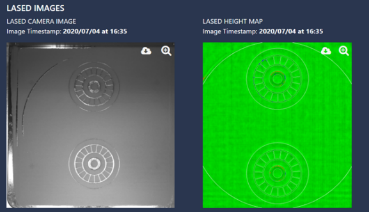 LASED IMAGES
LASED CAMERA IMAGE
Image Timestamp: 2020/07/04 at 16:35
LASED HEIGHT MAP
Image Timestamp: 2020/07/04 at 16:35